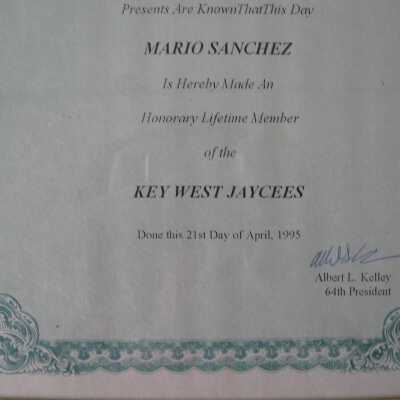 Presents Are KnownThatThis Day
MARIO SANCHEZ
Is Hereby Made An
Honorary Lifetime Member
of the
KEY WEST JAYCEES
Done this 21st Day of April, 1995
Albert L. Kelley
64th President